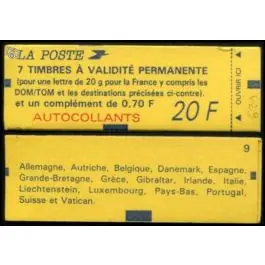 LA POSTE
7 TIMBRES À VALIDITÉ PERMANENTE
(pour une lettre de 20 g pour la France y compris les
DOM/TOM et les destinations précisées ci-contre)
et un complément de 0,70 F
AUTOCOLLANTS
20 F
OUVRIR ICI
9
Allemagne, Autriche, Belgique, Danemark, Espagne,
Grande-Bretagne, Grèce, Gibraltar, Irlande, Italie,
Liechtenstein, Luxembourg, Pays-Bas, Portugal,
Suisse et Vatican.